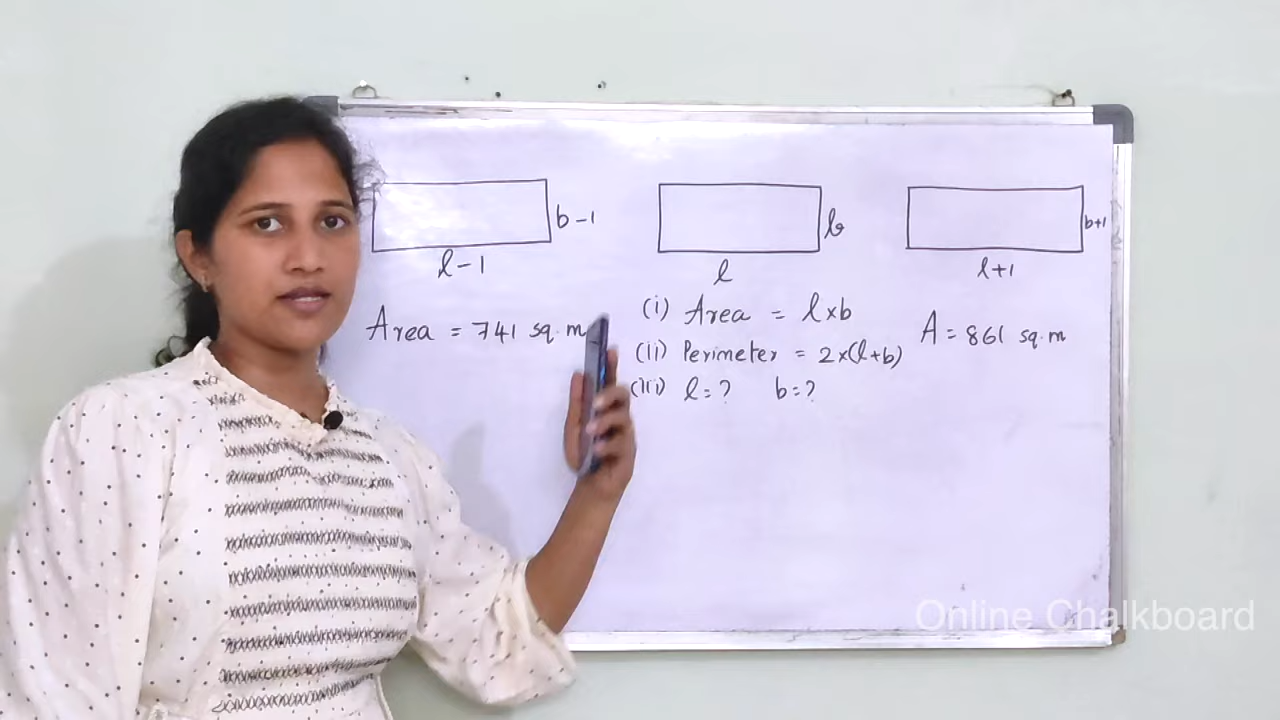 b-1
l-1
Area = 741 sq.m
b
l
(i) Area = l×b
(ii) Perimeter = 2×(l+b)
(iii) l=? b=?
b+1
l+1
A = 861 sq.m
Online Chalkboard